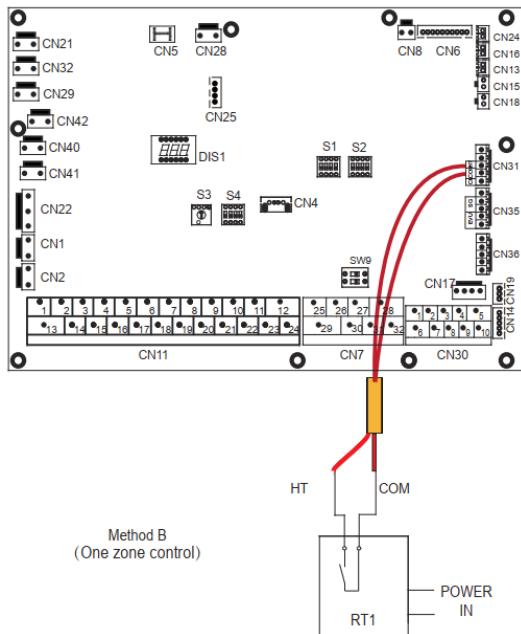 CN21
CN5
CN28
CN8
CN6
CN24
CN16
CN13
CN15
CN18
CN32
CN29
CN42
CN25
CN40
CN41
DIS1
S1
S2
CN31
CN22
S3
S4
CN4
CN35
CN1
CN36
CN2
SW9
CN17
CN19
CN14
1 2 3 4 5 6 7 8 9 10 11 12
25 26 27 28
1 2 3 4 5
13 14 15 16 17 18 19 20 21 22 23 24
29 30 31 32
6 7 8 9 10
CN11
CN7
CN30
HT
COM
Method B
(One zone control)
POWER
IN
RT1